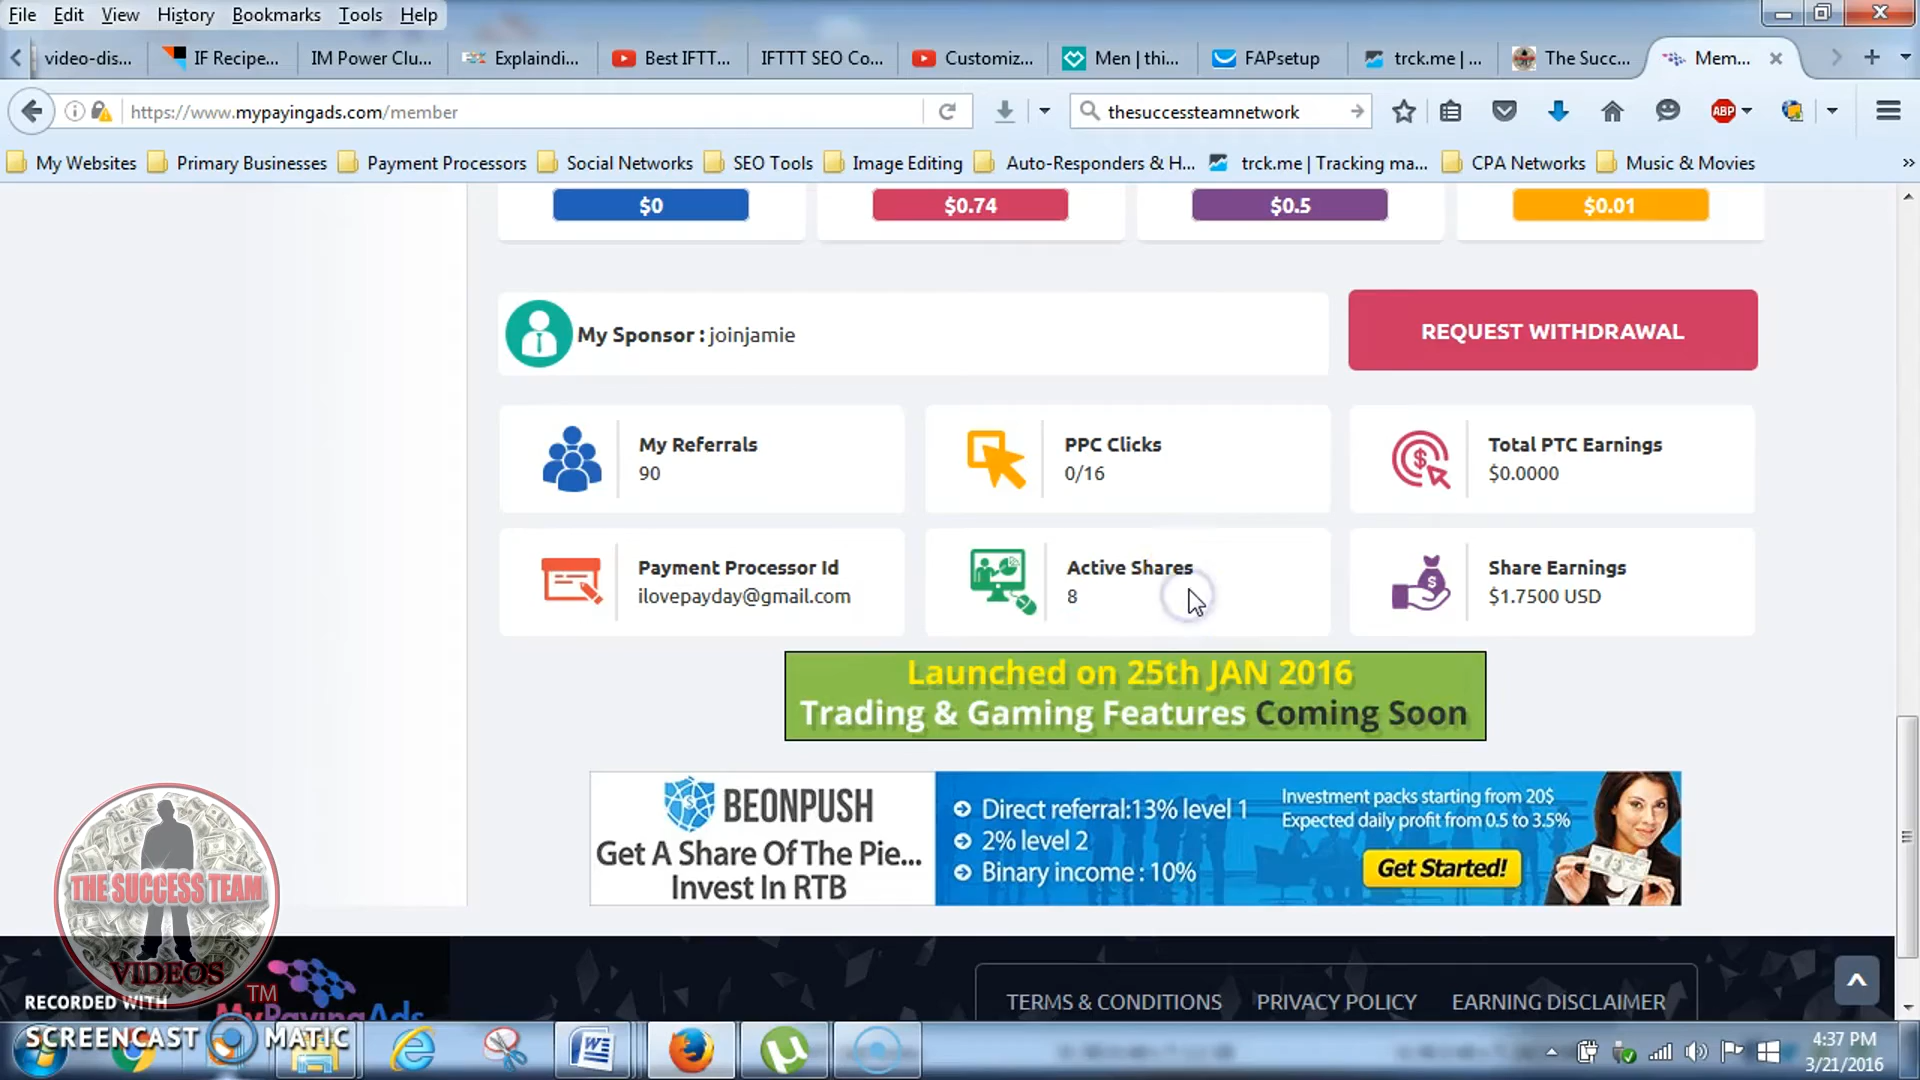 File Edit View History Bookmarks Tools Help
video-dis... IF Recipe... IM Power Clu... Explaindi... Best IFTT... IFTTT SEO Co... Customiz... Men | thi... FAPsetup trck.me | ... The Succ... Mem...
https://www.mypayingads.com/member thesuccessteamnetwork ABP
My Websites Primary Businesses Payment Processors Social Networks SEO Tools Image Editing Auto-Responders & H... trck.me | Tracking ma... CPA Networks Music & Movies
$0 $0.74 $0.5 $0.01
My Sponsor : joinjamie
REQUEST WITHDRAWAL
My Referrals
90
PPC Clicks
0/16
Total PTC Earnings
$0.0000
Payment Processor Id
ilovepayday@gmail.com
Active Shares
8
Share Earnings
$1.7500 USD
Launched on 25th JAN 2016
Trading & Gaming Features Coming Soon
BEONPUSH
Get A Share Of The Pie...
Invest In RTB
Direct referral:13% level 1
2% level 2
Binary income : 10%
Investment packs starting from 20$
Expected daily profit from 0.5 to 3.5%
Get Started!
THE SUCCESS TEAM
VIDEOS
TM
MyPayingAds
TERMS & CONDITIONS PRIVACY POLICY EARNING DISCLAIMER
RECORDED WITH
SCREENCAST MATIC
4:37 PM
3/21/2016